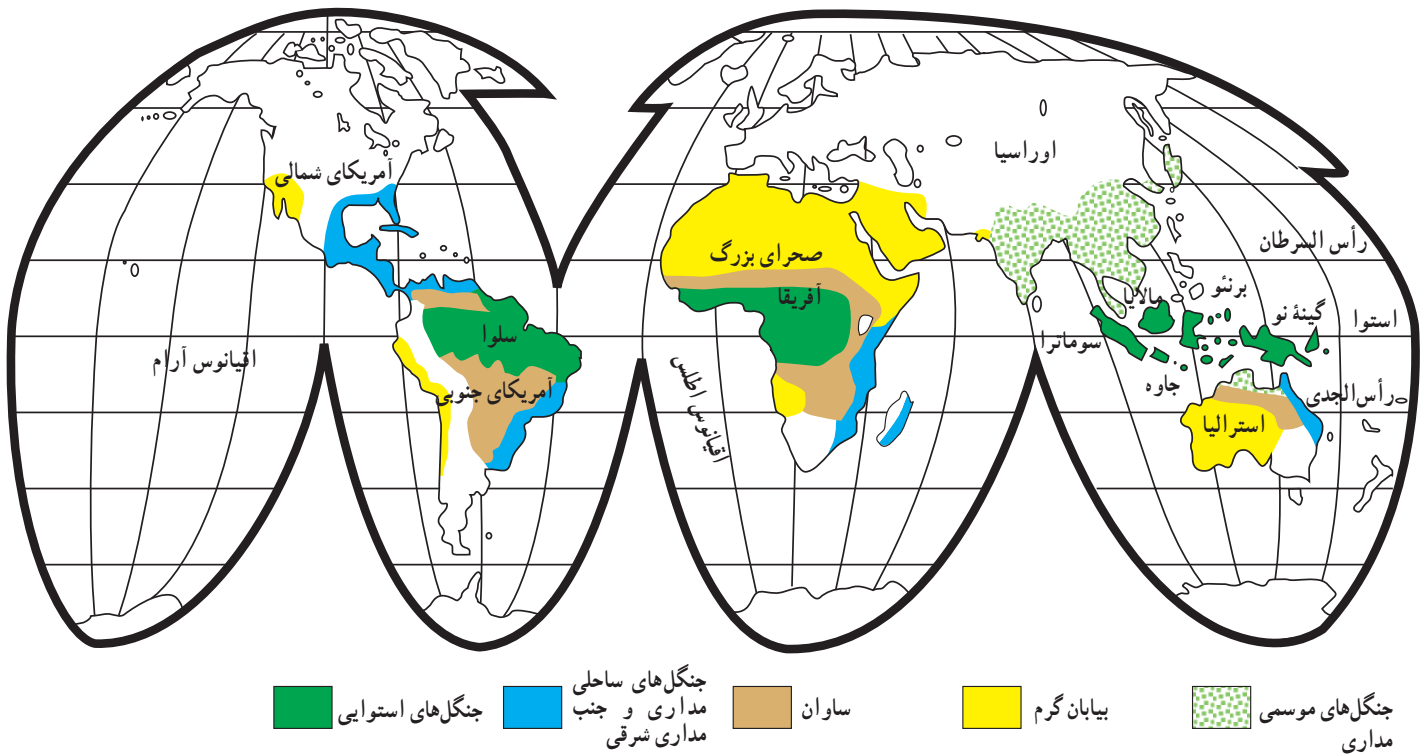 آمریکای شمالی
اوراسیا
رأس السرطان
صحرای بزرگ
آفریقا
مالایا
برنئو
گینهٔ نو
استوا
سوماترا
سلوا
اقیانوس آرام
اقیانوس اطلس
جاوه
آمریکای جنوبی
رأس‌الجدی
استرالیا
جنگل‌های موسمی
مداری
بیابان گرم
ساوان
جنگل‌های ساحلی
مداری و جنب
مداری شرقی
جنگل‌های استوایی